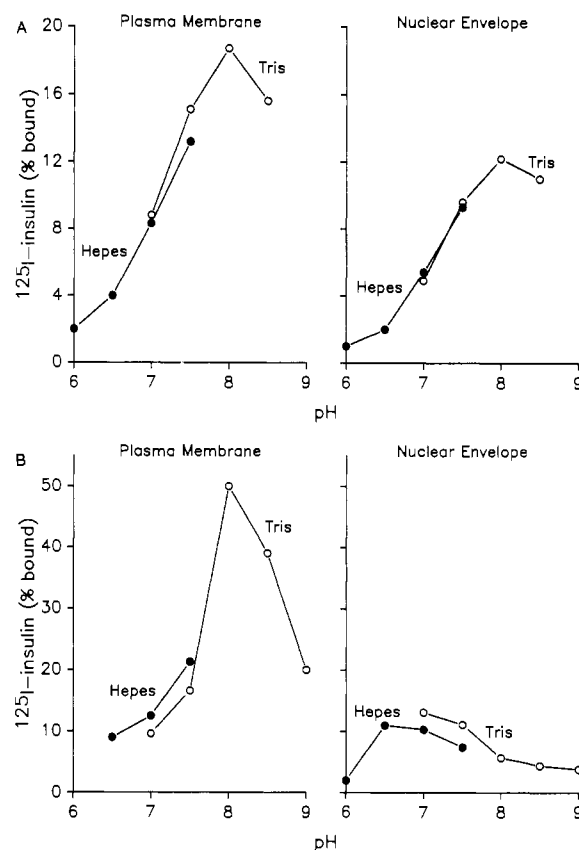 A
Plasma Membrane
Nuclear Envelope
125I-insulin (% bound)
20
16
12
8
4
0
Tris
Hepes
6
7
8
9
Tris
Hepes
6
7
8
9
pH
B
Plasma Membrane
Nuclear Envelope
125I-insulin (% bound)
50
40
30
20
10
0
Tris
Hepes
6
7
8
9
Hepes
Tris
6
7
8
9
pH